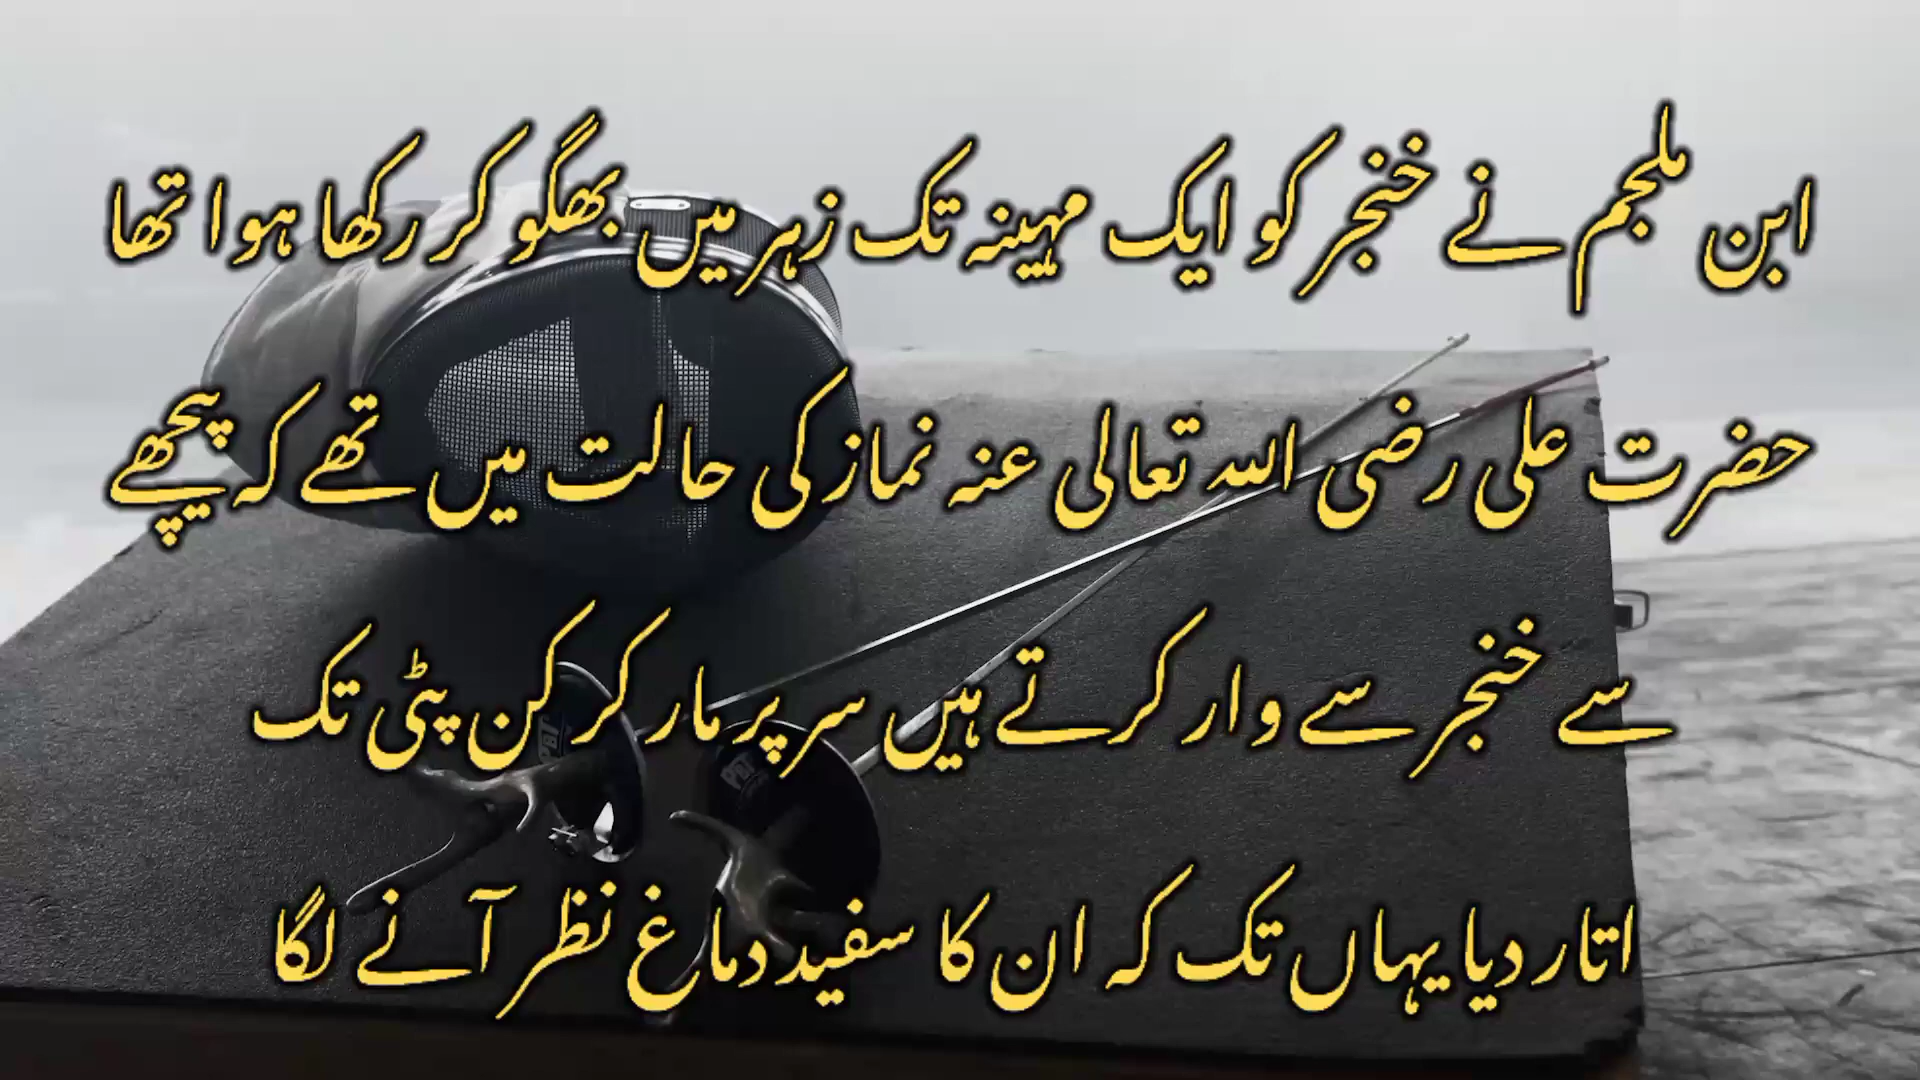 ابن ملجم نے خنجر کو ایک مہینہ تک زہر میں بھگو کر رکھا ہوا تھا
حضرت علی رضی اللہ تعالی عنہ نماز کی حالت میں تھے کہ پیچھے
سے خنجر سے وار کرتے ہیں سر پر مار کر کن پٹی تک
اتار دیا یہاں تک کہ ان کا سفید دماغ نظر آنے لگا
PBT
PBT